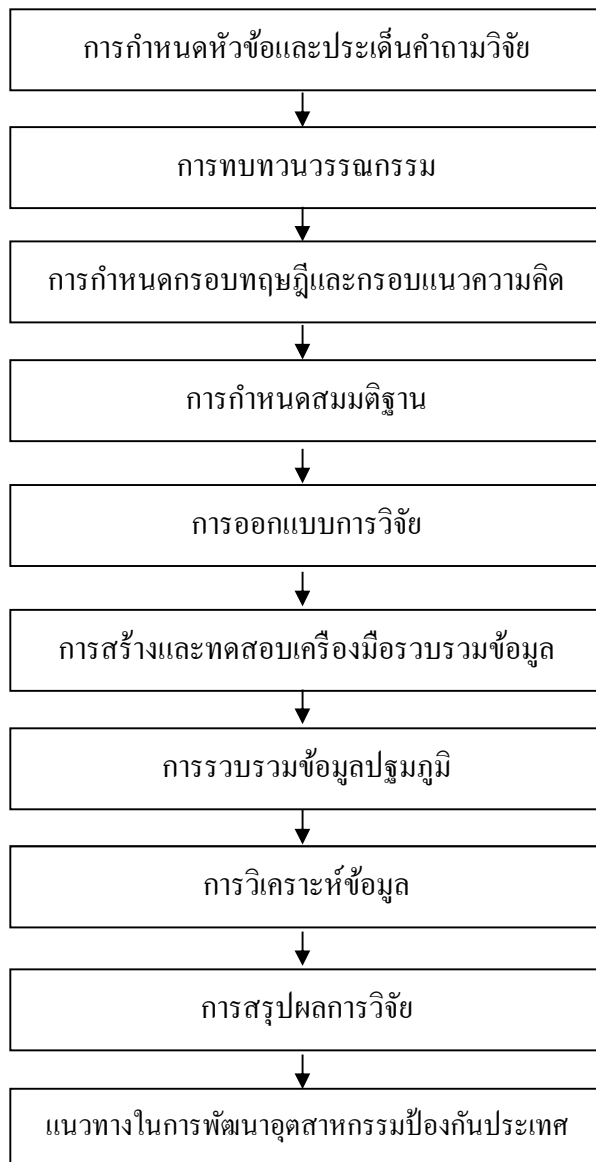 การกำหนดหัวข้อและประเด็นคำถามวิจัย
การทบทวนวรรณกรรม
การกำหนดกรอบทฤษฎีและกรอบแนวความคิด
การกำหนดสมมติฐาน
การออกแบบการวิจัย
การสร้างและทดสอบเครื่องมือรวบรวมข้อมูล
การรวบรวมข้อมูลปฐมภูมิ
การวิเคราะห์ข้อมูล
การสรุปผลการวิจัย
แนวทางในการพัฒนาอุตสาหกรรมป้องกันประเทศ